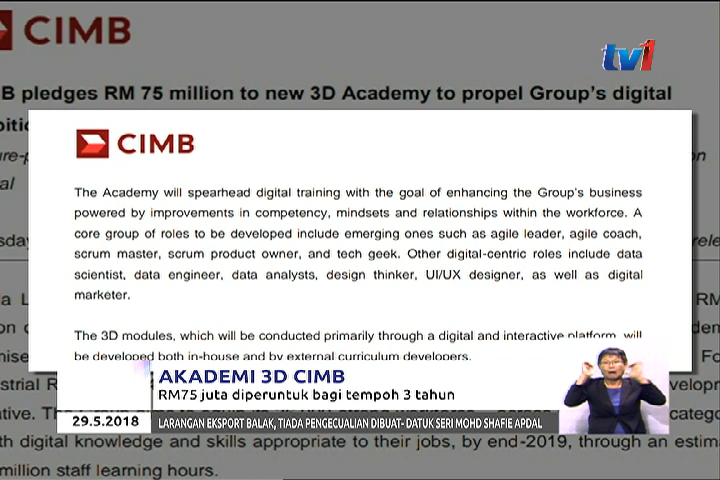 CIMB
tv1
B pledges RM 75 million to new 3D Academy to propel Group's digital
CIMB
The Academy will spearhead digital training with the goal of enhancing the Group's business
powered by improvements in competency, mindsets and relationships within the workforce. A
core group of roles to be developed include emerging ones such as agile leader, agile coach,
scrum master, scrum product owner, and tech geek. Other digital-centric roles include data
scientist, data engineer, data analysts, design thinker, UI/UX designer, as well as digital
marketer.
The 3D modules, which will be conducted primarily through a digital and interactive platform, will
be developed both in-house and by external curriculum developers.
AKADEMI 3D CIMB
RM75 juta diperuntuk bagi tempoh 3 tahun
29.5.2018
LARANGAN EKSPORT BALAK, TIADA PENGECUALIAN DIBUAT- DATUK SERI MOHD SHAFIE APDAL
th digital knowledge and skills appropriate to their jobs, by end-2019, through an estim
million staff learning hours.